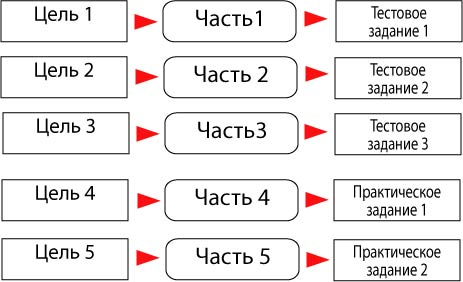 Цель 1
Часть1
Тестовое
задание 1
Цель 2
Часть 2
Тестовое
задание 2
Цель 3
Часть3
Тестовое
задание 3
Цель 4
Часть 4
Практическое
задание 1
Цель 5
Часть 5
Практическое
задание 2